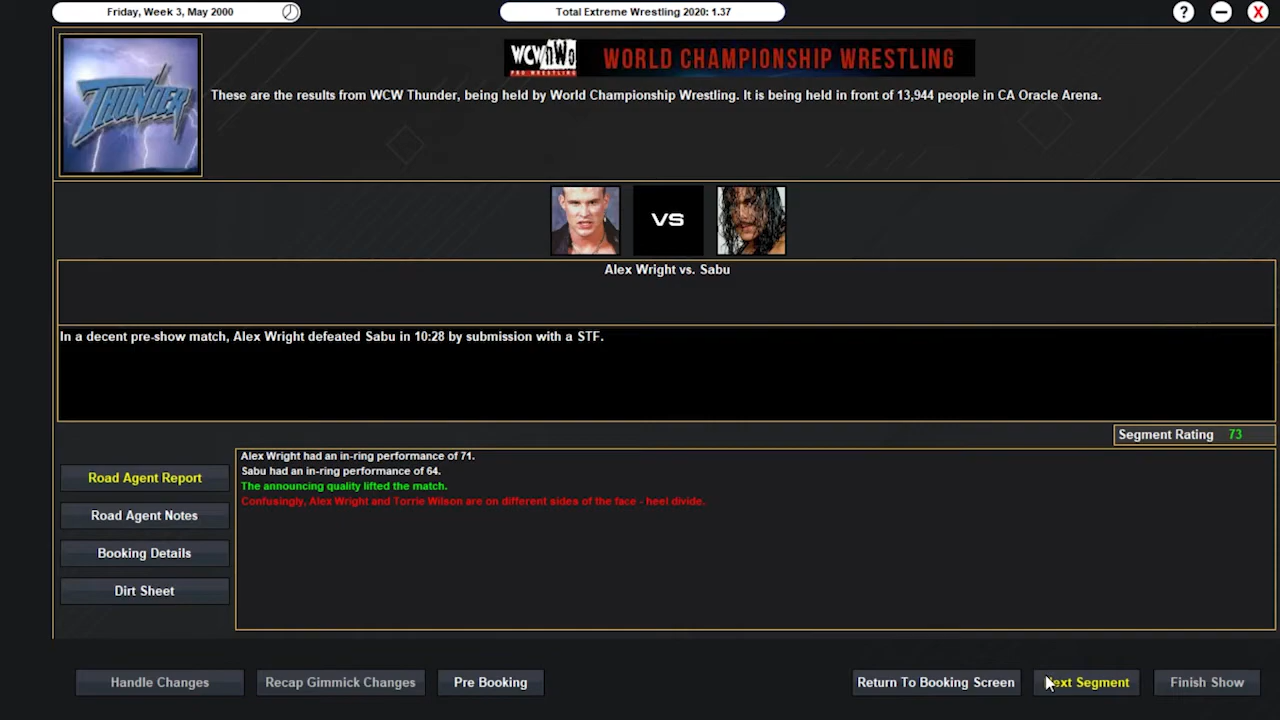 Friday, Week 3, May 2000
Total Extreme Wrestling 2020: 1.37
?
X
THUNDER
WCW nWo
PRO WRESTLING
WORLD CHAMPIONSHIP WRESTLING
These are the results from WCW Thunder, being held by World Championship Wrestling. It is being held in front of 13,944 people in CA Oracle Arena.
VS
Alex Wright vs. Sabu
In a decent pre-show match, Alex Wright defeated Sabu in 10:28 by submission with a STF.
Segment Rating 73
Road Agent Report
Road Agent Notes
Booking Details
Dirt Sheet
Alex Wright had an in-ring performance of 71.
Sabu had an in-ring performance of 64.
The announcing quality lifted the match.
Confusingly, Alex Wright and Torrie Wilson are on different sides of the face - heel divide.
Handle Changes
Recap Gimmick Changes
Pre Booking
Return To Booking Screen
Next Segment
Finish Show